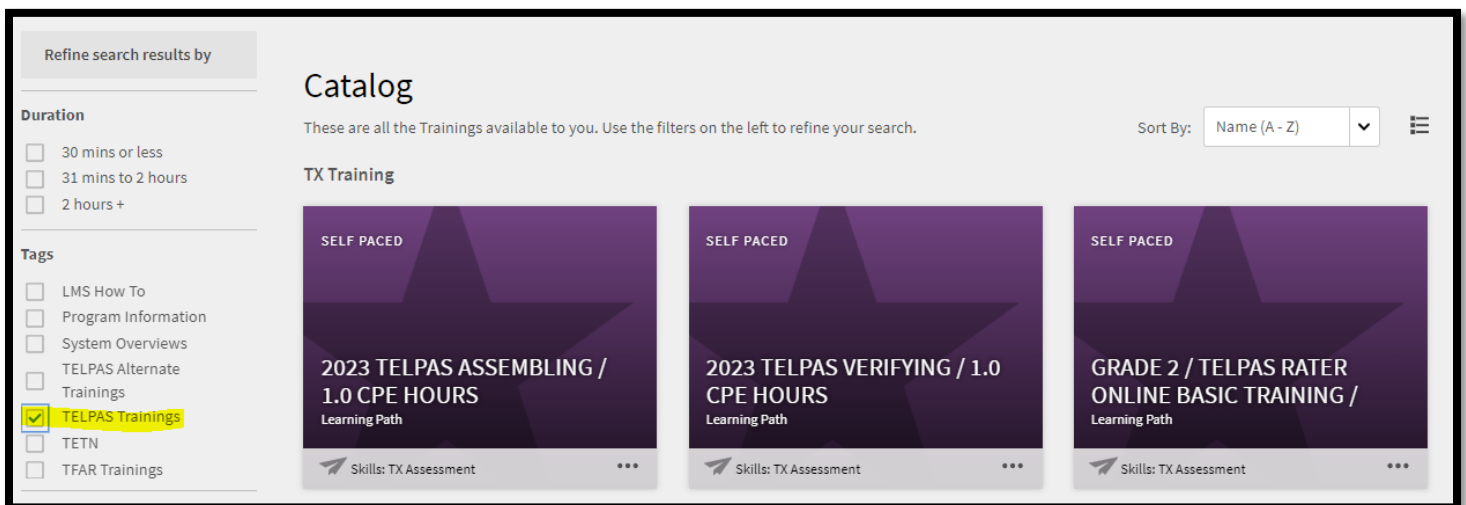 Refine search results by
Duration
30 mins or less
31 mins to 2 hours
2 hours +
Tags
LMS How To
Program Information
System Overviews
TELPAS Alternate
Trainings
TELPAS Trainings
TETN
TFAR Trainings
Catalog
These are all the Trainings available to you. Use the filters on the left to refine your search.
Sort By: Name (A - Z)
TX Training
SELF PACED
2023 TELPAS ASSEMBLING /
1.0 CPE HOURS
Learning Path
Skills: TX Assessment
SELF PACED
2023 TELPAS VERIFYING / 1.0
CPE HOURS
Learning Path
Skills: TX Assessment
SELF PACED
GRADE 2 / TELPAS RATER
ONLINE BASIC TRAINING /
Learning Path
Skills: TX Assessment